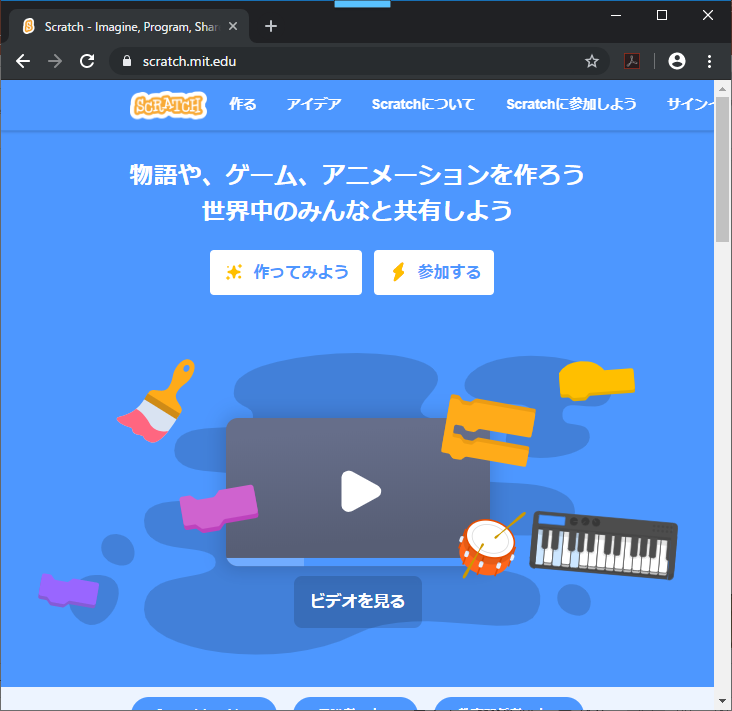 Scratch - Imagine, Program, Shar
scratch.mit.edu
SCRATCH 作る アイデア Scratchについて Scratchに参加しよう サインイ
物語や、ゲーム、アニメーションを作ろう
世界中のみんなと共有しよう
作ってみよう 参加する
ビデオを見る